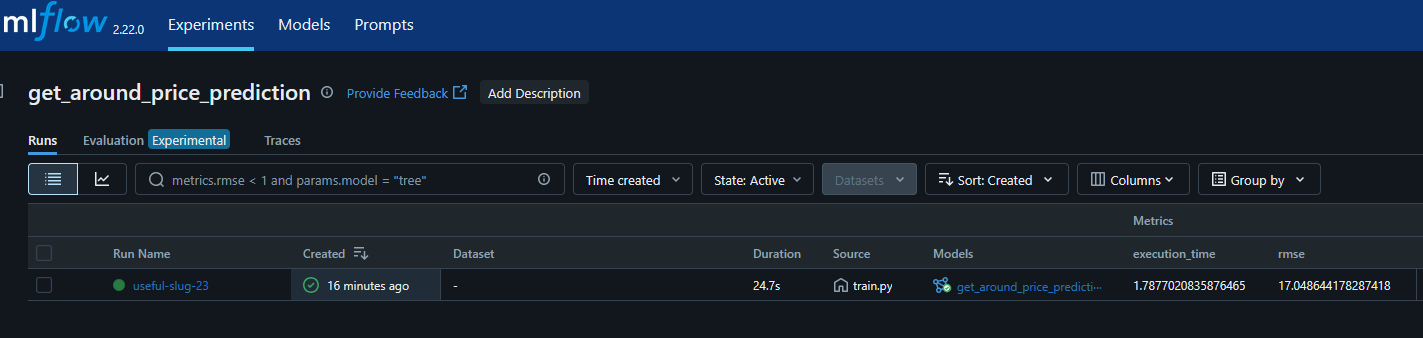 mlflow 2.22.0 Experiments Models Prompts
get_around_price_prediction Provide Feedback Add Description
Runs Evaluation Experimental Traces
metrics.rmse < 1 and params.model = "tree" Time created State: Active Datasets Sort: Created Columns Group by
Metrics
Run Name Created Dataset Duration Source Models execution_time rmse
useful-slug-23 16 minutes ago - 24.7s train.py get_around_price_predicti... 1.7877020835876465 17.048644178287418